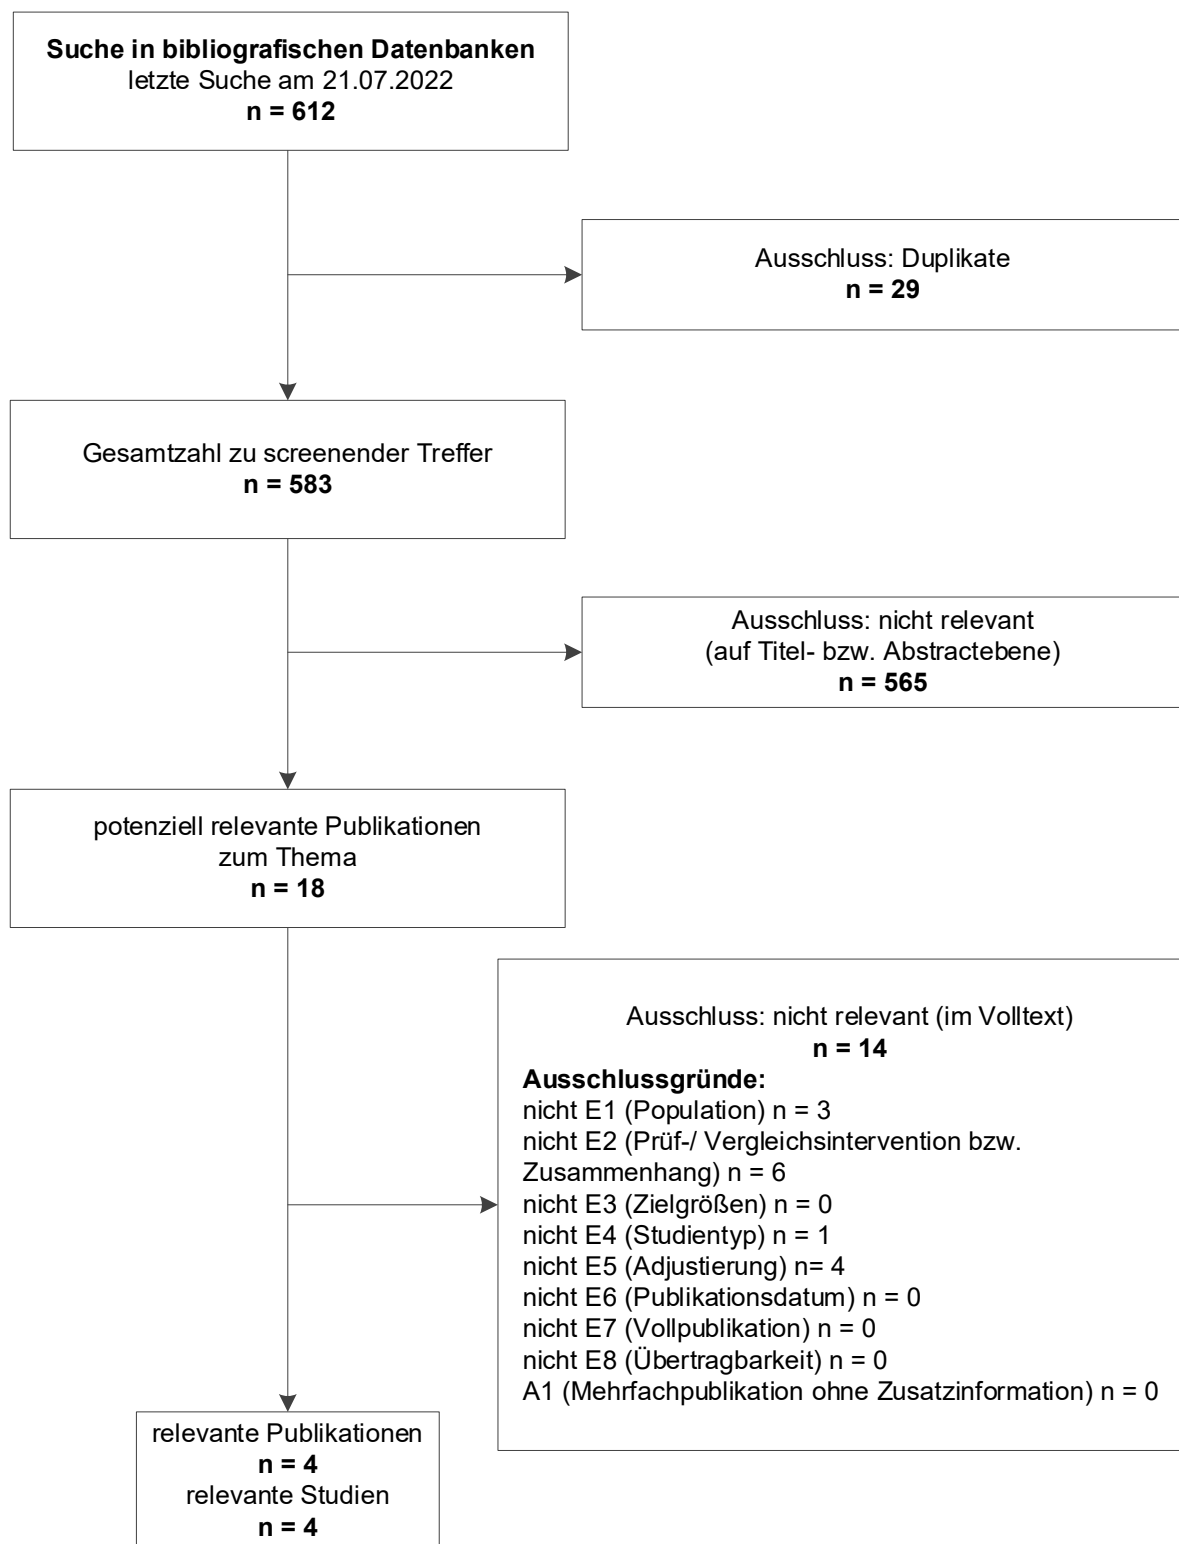 Suche in bibliografischen Datenbanken
letzte Suche am 21.07.2022
n = 612
Ausschluss: Duplikate
n = 29
Gesamtzahl zu screenender Treffer
n = 583
Ausschluss: nicht relevant
(auf Titel- bzw. Abstractebene)
n = 565
potenziell relevante Publikationen
zum Thema
n = 18
Ausschluss: nicht relevant (im Volltext)
n = 14
Ausschlussgründe:
nicht E1 (Population) n = 3
nicht E2 (Prüf-/ Vergleichsintervention bzw.
Zusammenhang) n = 6
nicht E3 (Zielgrößen) n = 0
nicht E4 (Studientyp) n = 1
nicht E5 (Adjustierung) n= 4
nicht E6 (Publikationsdatum) n = 0
nicht E7 (Vollpublikation) n = 0
nicht E8 (Übertragbarkeit) n = 0
A1 (Mehrfachpublikation ohne Zusatzinformation) n = 0
relevante Publikationen
n = 4
relevante Studien
n = 4